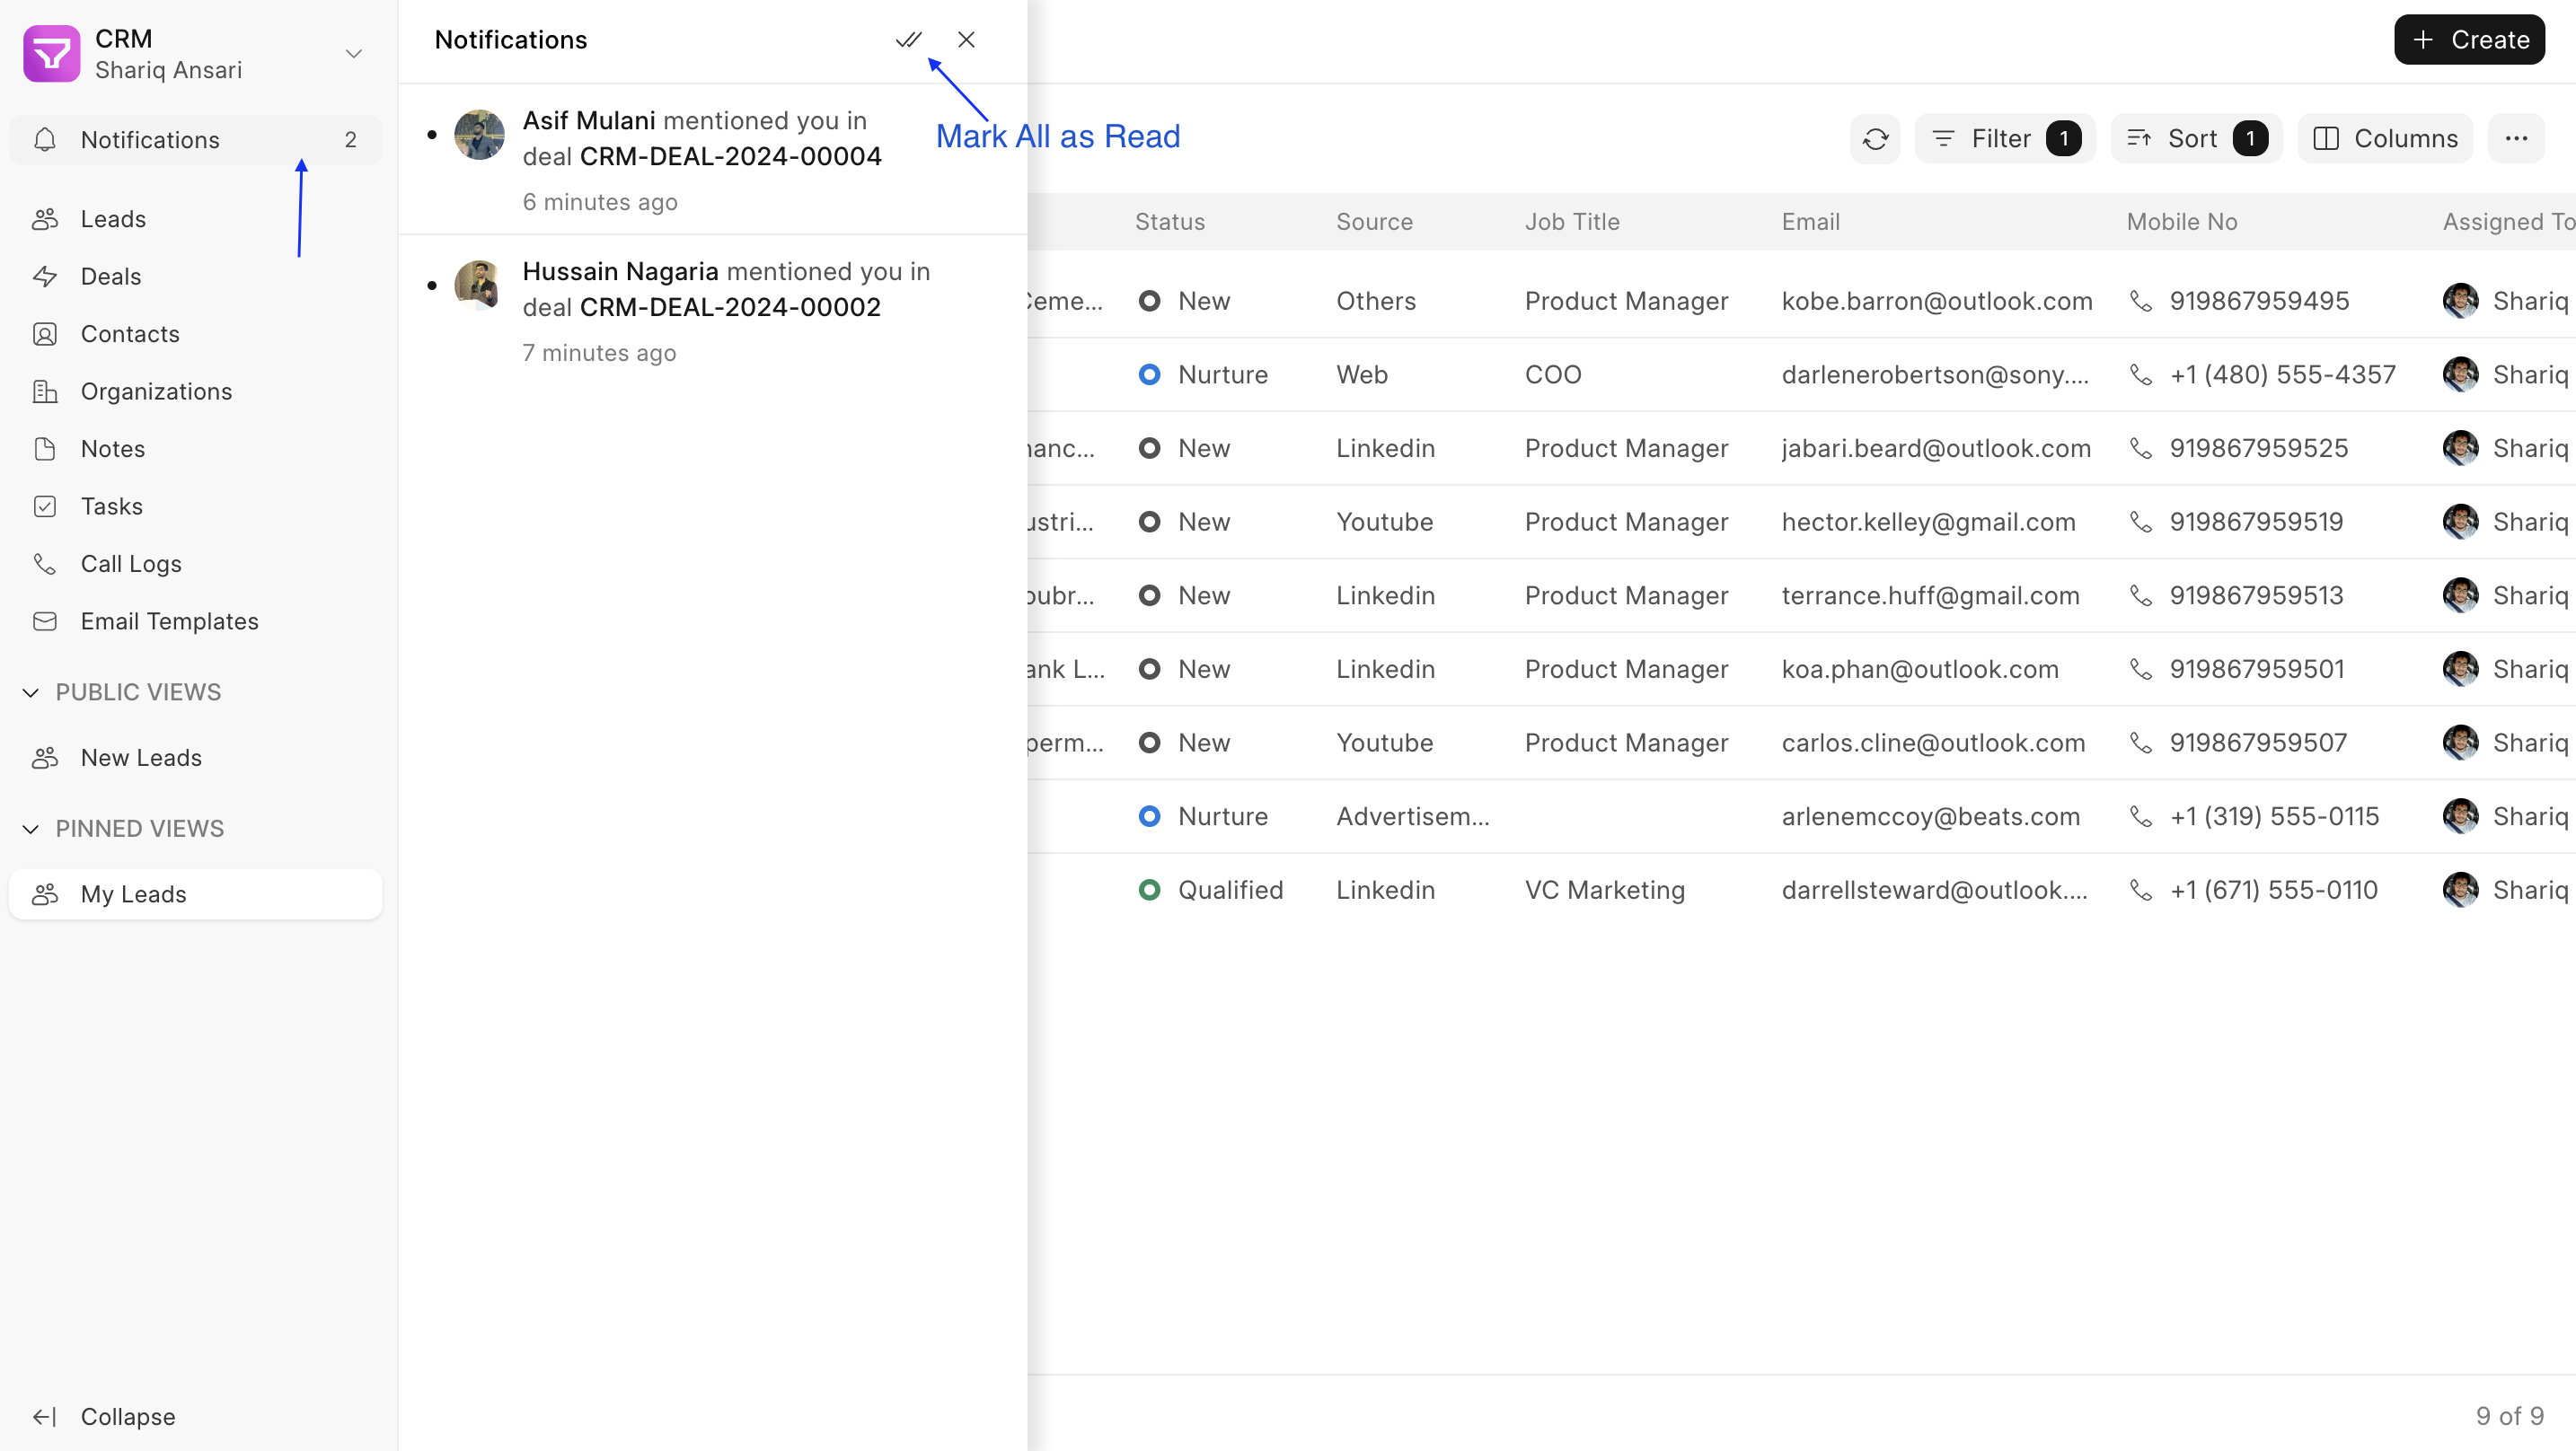 CRM
Shariq Ansari
Notifications 2
Leads
Deals
Contacts
Organizations
Notes
Tasks
Call Logs
Email Templates
PUBLIC VIEWS
New Leads
PINNED VIEWS
My Leads
Collapse
Notifications
Mark All as Read
Asif Mulani mentioned you in
deal CRM-DEAL-2024-00004
6 minutes ago
Hussain Nagaria mentioned you in
deal CRM-DEAL-2024-00002
7 minutes ago
Create
Filter 1 Sort 1 Columns
Status Source Job Title Email Mobile No Assigned To
Ceme... New Others Product Manager kobe.barron@outlook.com 919867959495 Shariq
Nurture Web COO darlenerobertson@sony.... +1 (480) 555-4357 Shariq
nanc... New Linkedin Product Manager jabari.beard@outlook.com 919867959525 Shariq
ustri... New Youtube Product Manager hector.kelley@gmail.com 919867959519 Shariq
oubr... New Linkedin Product Manager terrance.huff@gmail.com 919867959513 Shariq
ank L... New Linkedin Product Manager koa.phan@outlook.com 919867959501 Shariq
perm... New Youtube Product Manager carlos.cline@outlook.com 919867959507 Shariq
Nurture Advertisem... arlenemccoy@beats.com +1 (319) 555-0115 Shariq
Qualified Linkedin VC Marketing darrellsteward@outlook.... +1 (671) 555-0110 Shariq
9 of 9